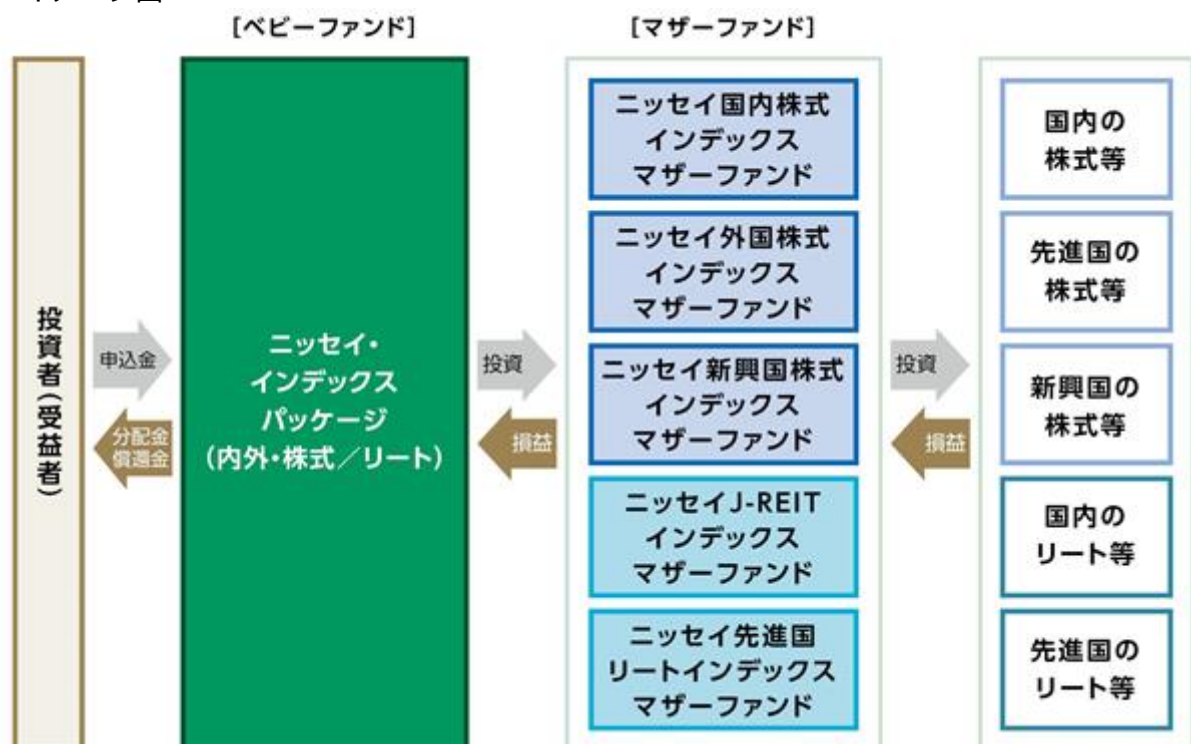 [ベビーファンド]
[マザーファンド]
投資者(受益者)
申込金
分配金
償還金
ニッセイ・
インデックス
パッケージ
(内外・株式／リート)
投資
損益
ニッセイ国内株式
インデックス
マザーファンド
ニッセイ外国株式
インデックス
マザーファンド
ニッセイ新興国株式
インデックス
マザーファンド
ニッセイJ-REIT
インデックス
マザーファンド
ニッセイ先進国
リートインデックス
マザーファンド
投資
損益
国内の
株式等
先進国の
株式等
新興国の
株式等
国内の
リート等
先進国の
リート等